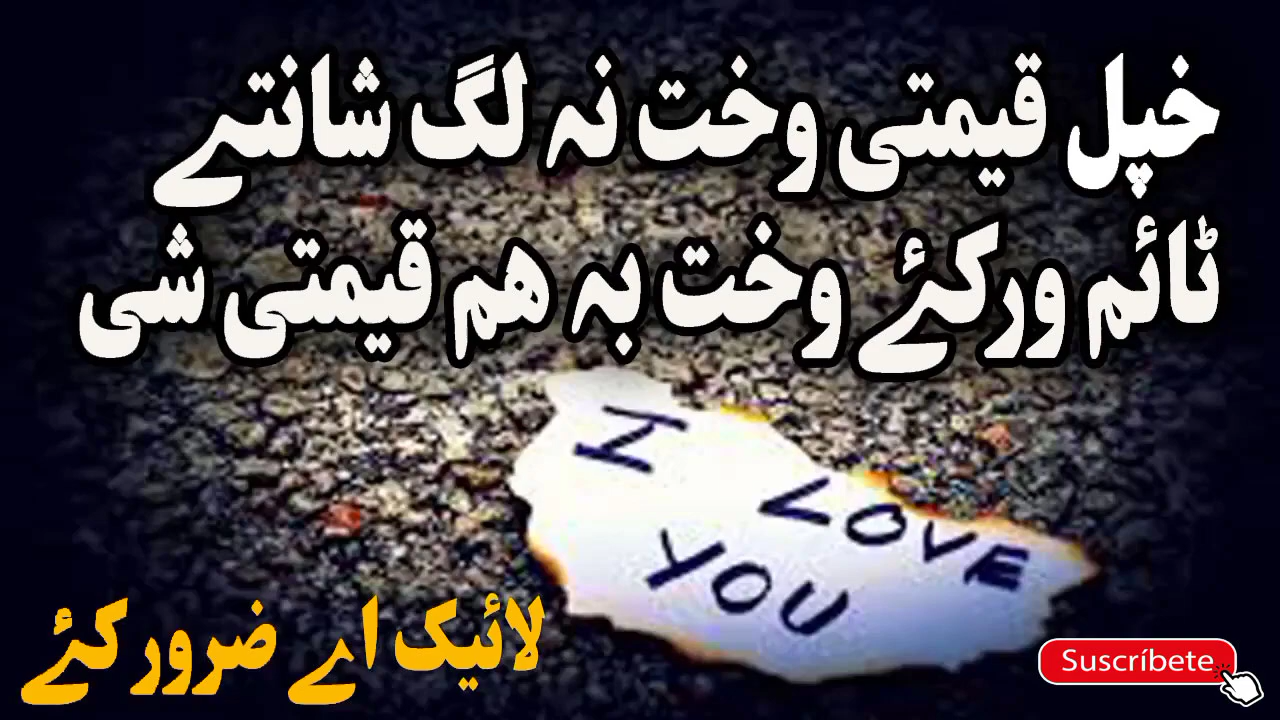 خپل قیمتی وخت نہ لگ شانتے
ٹائم ورکئے وخت بہ ھم قیمتی شی
I LOVE
YOU
لائیک اے ضرور کئے
Suscríbete